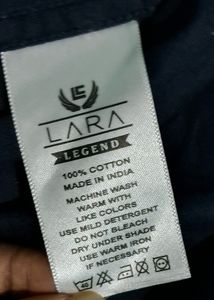 LE
LARA
LEGEND
100% COTTON
MADE IN INDIA
MACHINE WASH
WARM WITH
LIKE COLORS
USE MILD DETERGENT
DO NOT BLEACH
DRY UNDER SHADE
USE WARM IRON
IF NECESSARY